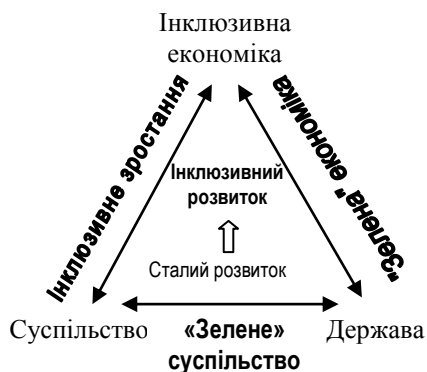 Інклюзивна
економіка
Інклюзивне зростання
"Зелена" економіка
Інклюзивний
розвиток
Сталий розвиток
Суспільство
«Зелене»
суспільство
Держава